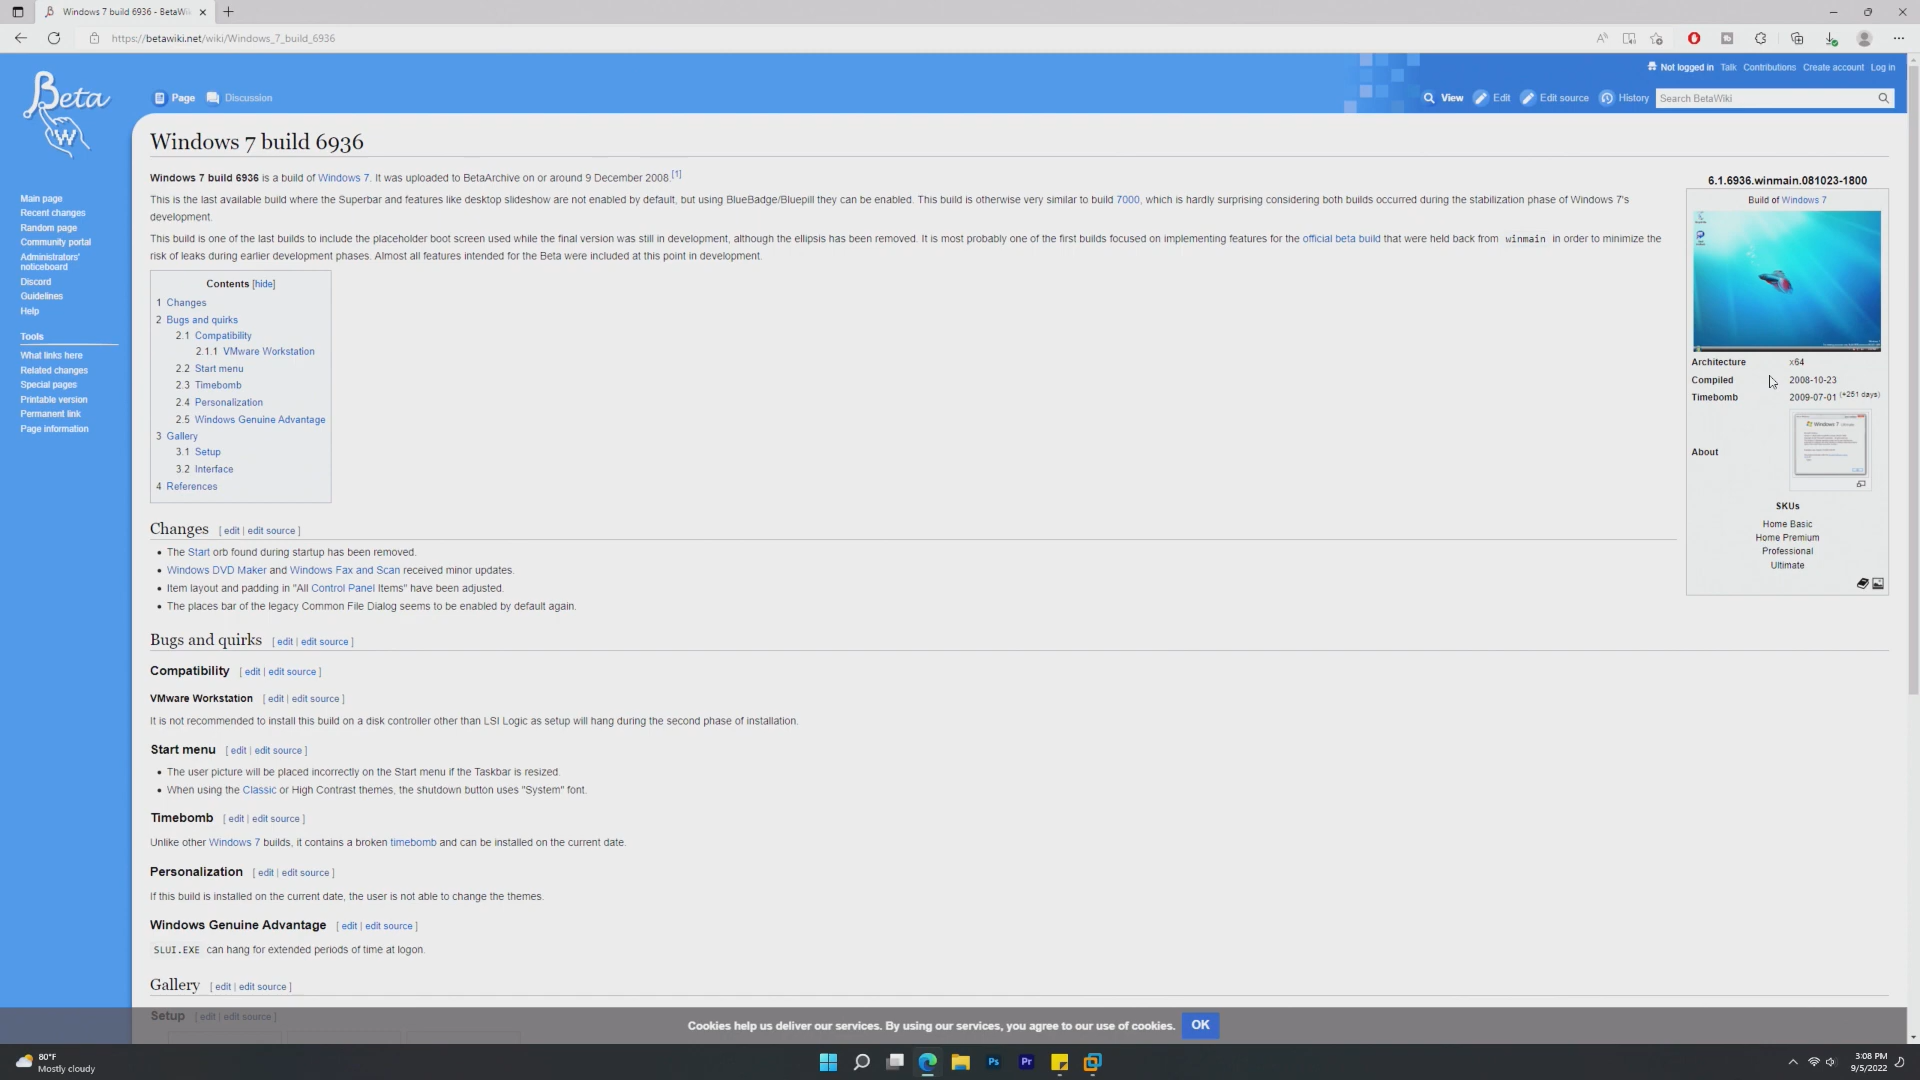 Windows 7 build 6936 - BetaWi
https://betawiki.net/wiki/Windows_7_build_6936
Not logged in Talk Contributions Create account Log in
Beta
W
Page Discussion
View Edit Edit source History Search BetaWiki
Main page
Recent changes
Random page
Community portal
Administrators'
noticeboard
Discord
Guidelines
Help
Tools
What links here
Related changes
Special pages
Printable version
Permanent link
Page information
Windows 7 build 6936
Windows 7 build 6936 is a build of Windows 7. It was uploaded to BetaArchive on or around 9 December 2008.[1]
This is the last available build where the Superbar and features like desktop slideshow are not enabled by default, but using BlueBadge/Bluepill they can be enabled. This build is otherwise very similar to build 7000, which is hardly surprising considering both builds occurred during the stabilization phase of Windows 7's
development.
This build is one of the last builds to include the placeholder boot screen used while the final version was still in development, although the ellipsis has been removed. It is most probably one of the first builds focused on implementing features for the official beta build that were held back from winmain in order to minimize the
risk of leaks during earlier development phases. Almost all features intended for the Beta were included at this point in development.
Contents [hide]
1 Changes
2 Bugs and quirks
2.1 Compatibility
2.1.1 VMware Workstation
2.2 Start menu
2.3 Timebomb
2.4 Personalization
2.5 Windows Genuine Advantage
3 Gallery
3.1 Setup
3.2 Interface
4 References
6.1.6936.winmain.081023-1800
Build of Windows 7
Architecture x64
Compiled 2008-10-23
Timebomb 2009-07-01 (+251 days)
About
Windows 7
SKUs
Home Basic
Home Premium
Professional
Ultimate
Changes [ edit | edit source ]
• The Start orb found during startup has been removed.
• Windows DVD Maker and Windows Fax and Scan received minor updates.
• Item layout and padding in "All Control Panel Items" have been adjusted.
• The places bar of the legacy Common File Dialog seems to be enabled by default again.
Bugs and quirks [ edit | edit source ]
Compatibility [ edit | edit source ]
VMware Workstation [ edit | edit source ]
It is not recommended to install this build on a disk controller other than LSI Logic as setup will hang during the second phase of installation.
Start menu [ edit | edit source ]
• The user picture will be placed incorrectly on the Start menu if the Taskbar is resized.
• When using the Classic or High Contrast themes, the shutdown button uses "System" font.
Timebomb [ edit | edit source ]
Unlike other Windows 7 builds, it contains a broken timebomb and can be installed on the current date.
Personalization [ edit | edit source ]
If this build is installed on the current date, the user is not able to change the themes.
Windows Genuine Advantage [ edit | edit source ]
SLUI.EXE can hang for extended periods of time at logon.
Gallery [ edit | edit source ]
Setup [ edit | edit source ]
Cookies help us deliver our services. By using our services, you agree to our use of cookies. OK
80°F
Mostly cloudy
Ps
Pr
3:08 PM
9/5/2022